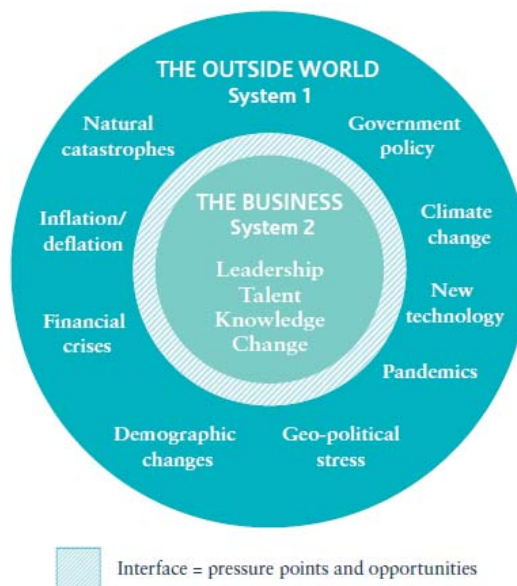 THE OUTSIDE WORLD
System 1
Natural
catastrophes
Government
policy
Inflation/
deflation
Climate
change
Financial
crises
New
technology
Pandemics
Demographic
changes
Geo-political
stress
THE BUSINESS
System 2
Leadership
Talent
Knowledge
Change
Interface = pressure points and opportunities